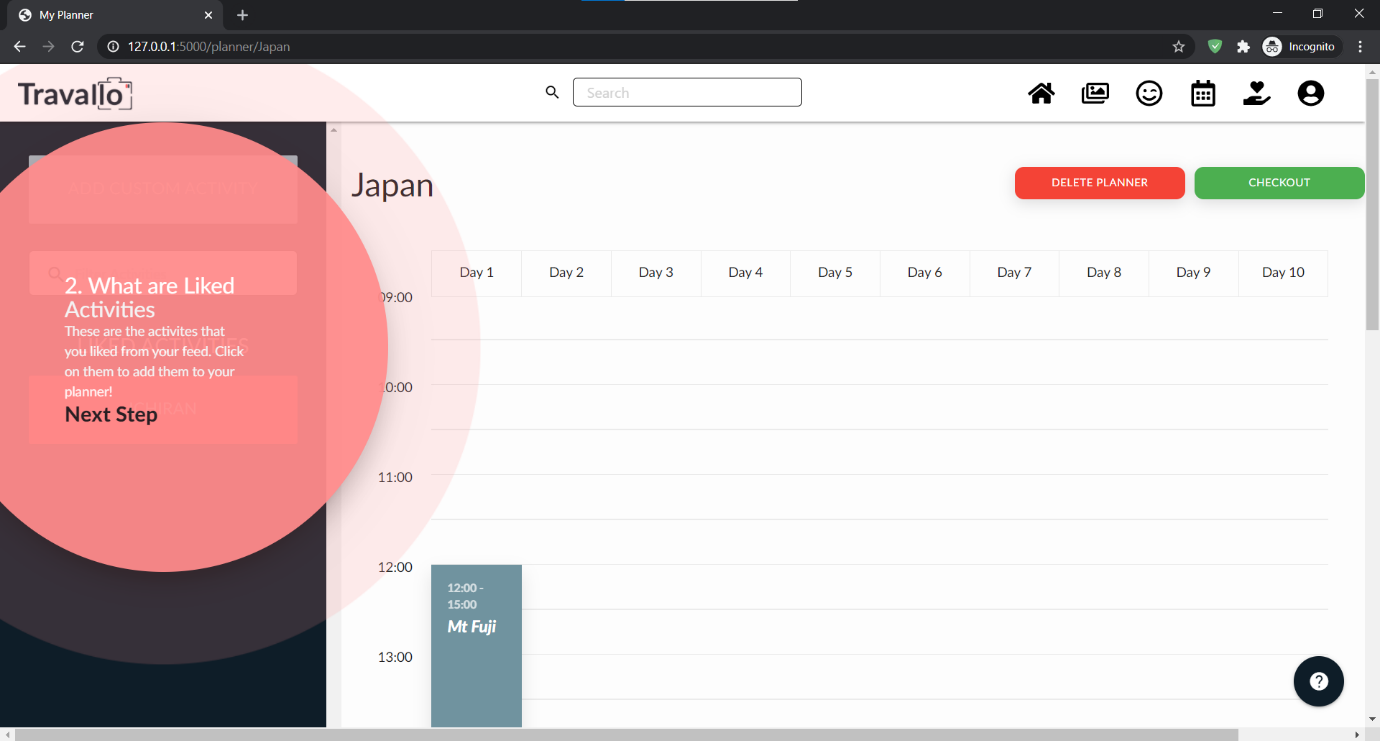 My Planner
127.0.0.1:5000/planner/Japan
Incognito
Travallo
Search
ADD CUSTOM ACTIVITY
2. What are Liked
Activities
These are the activites that
you liked from your feed. Click
on them to add them to your
planner!
Next Step
LIKED ACTIVITIES
Japan
DELETE PLANNER
CHECKOUT
Day 1 Day 2 Day 3 Day 4 Day 5 Day 6 Day 7 Day 8 Day 9 Day 10
09:00
10:00
11:00
12:00
12:00 -
15:00
Mt Fuji
13:00